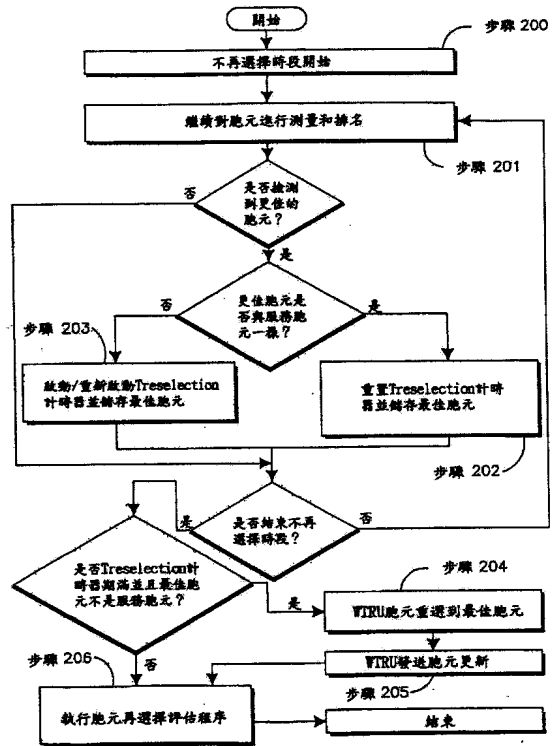 開始
步驟 200
不再選擇時段開始
繼續對胞元進行測量和排名
步驟 201
否
是否檢測
到更佳的
胞元？
是
否
更佳胞元是
否與服務胞
元一樣？
是
步驟 203
啟動/重新啟動Treselection
計時器並儲存最佳胞元
重置Treselection計時
器並儲存最佳胞元
步驟 202
是
是否結束不再
選擇時段？
否
是否Treselection計
時器期滿並且最佳胞
元不是服務胞元？
是
步驟 204
WTRU胞元重選到最佳胞元
步驟 206
否
WTRU發送胞元更新
步驟 205
執行胞元再選擇評估程序
結束